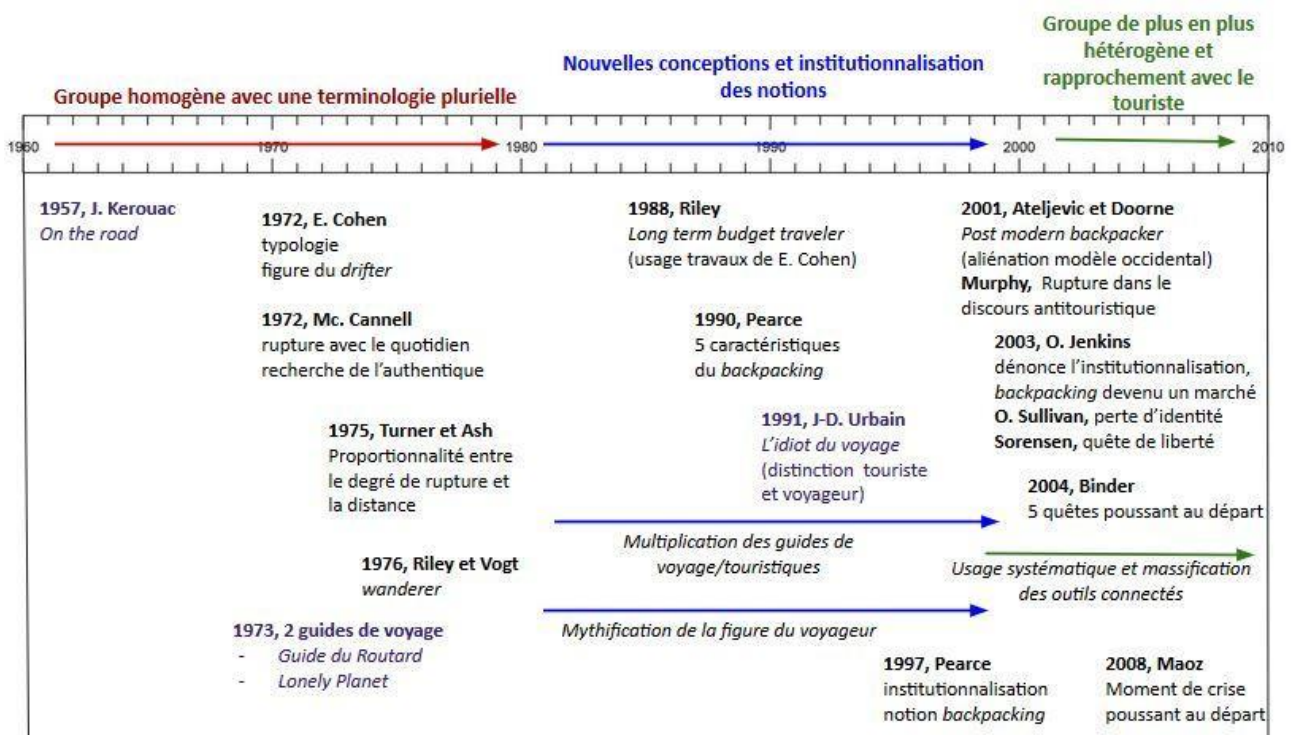 Groupe homogène avec une terminologie plurielle
Nouvelles conceptions et institutionnalisation
des notions
Groupe de plus en plus
hétérogène et
rapprochement avec le
touriste
1960
1970
1980
1990
2000
2010
1957, J. Kerouac
On the road
1972, E. Cohen
typologie
figure du drifter
1972, Mc. Cannell
rupture avec le quotidien
recherche de l'authentique
1975, Turner et Ash
Proportionnalité entre
le degré de rupture et
la distance
1976, Riley et Vogt
wanderer
1973, 2 guides de voyage
- Guide du Routard
- Lonely Planet
1988, Riley
Long term budget traveler
(usage travaux de E. Cohen)
1990, Pearce
5 caractéristiques
du backpacking
1991, J-D. Urbain
L'idiot du voyage
(distinction touriste
et voyageur)
Multiplication des guides de
voyage/touristiques
Mythification de la figure du voyageur
1997, Pearce
institutionnalisation
notion backpacking
2001, Ateljevic et Doorne
Post modern backpacker
(aliénation modèle occidental)
Murphy, Rupture dans le
discours antitouristique
2003, O. Jenkins
dénonce l'institutionnalisation,
backpacking devenu un marché
O. Sullivan, perte d'identité
Sorensen, quête de liberté
2004, Binder
5 quêtes poussant au départ
Usage systématique et massification
des outils connectés
2008, Maoz
Moment de crise
poussant au départ